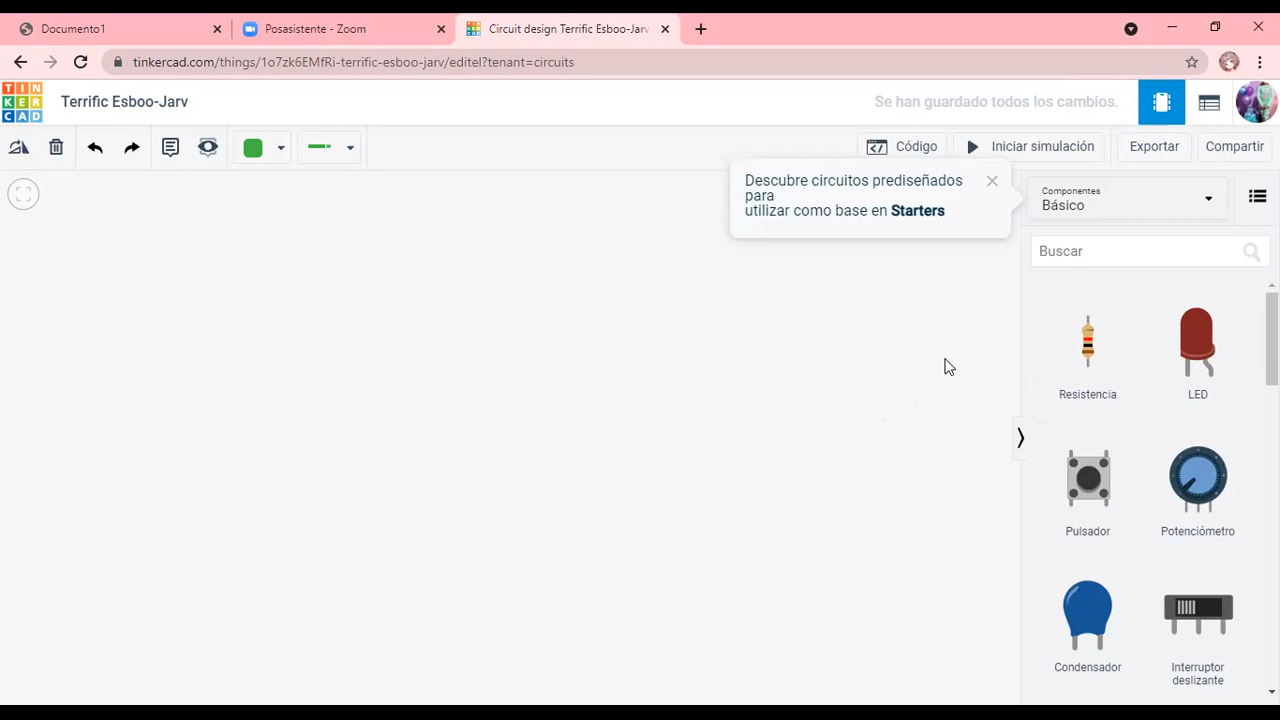 Documento1
Posasistente - Zoom
Circuit design Terrific Esboo-Jarv
tinkercad.com/things/1o7zk6EMfRi-terrific-esboo-jarv/editel?tenant=circuits
TIN
KER
CAD
Terrific Esboo-Jarv
Se han guardado todos los cambios.
Código
Iniciar simulación
Exportar
Compartir
Descubre circuitos prediseñados
para
utilizar como base en Starters
Componentes
Básico
Buscar
Resistencia
LED
Pulsador
Potenciómetro
Condensador
Interruptor
deslizante